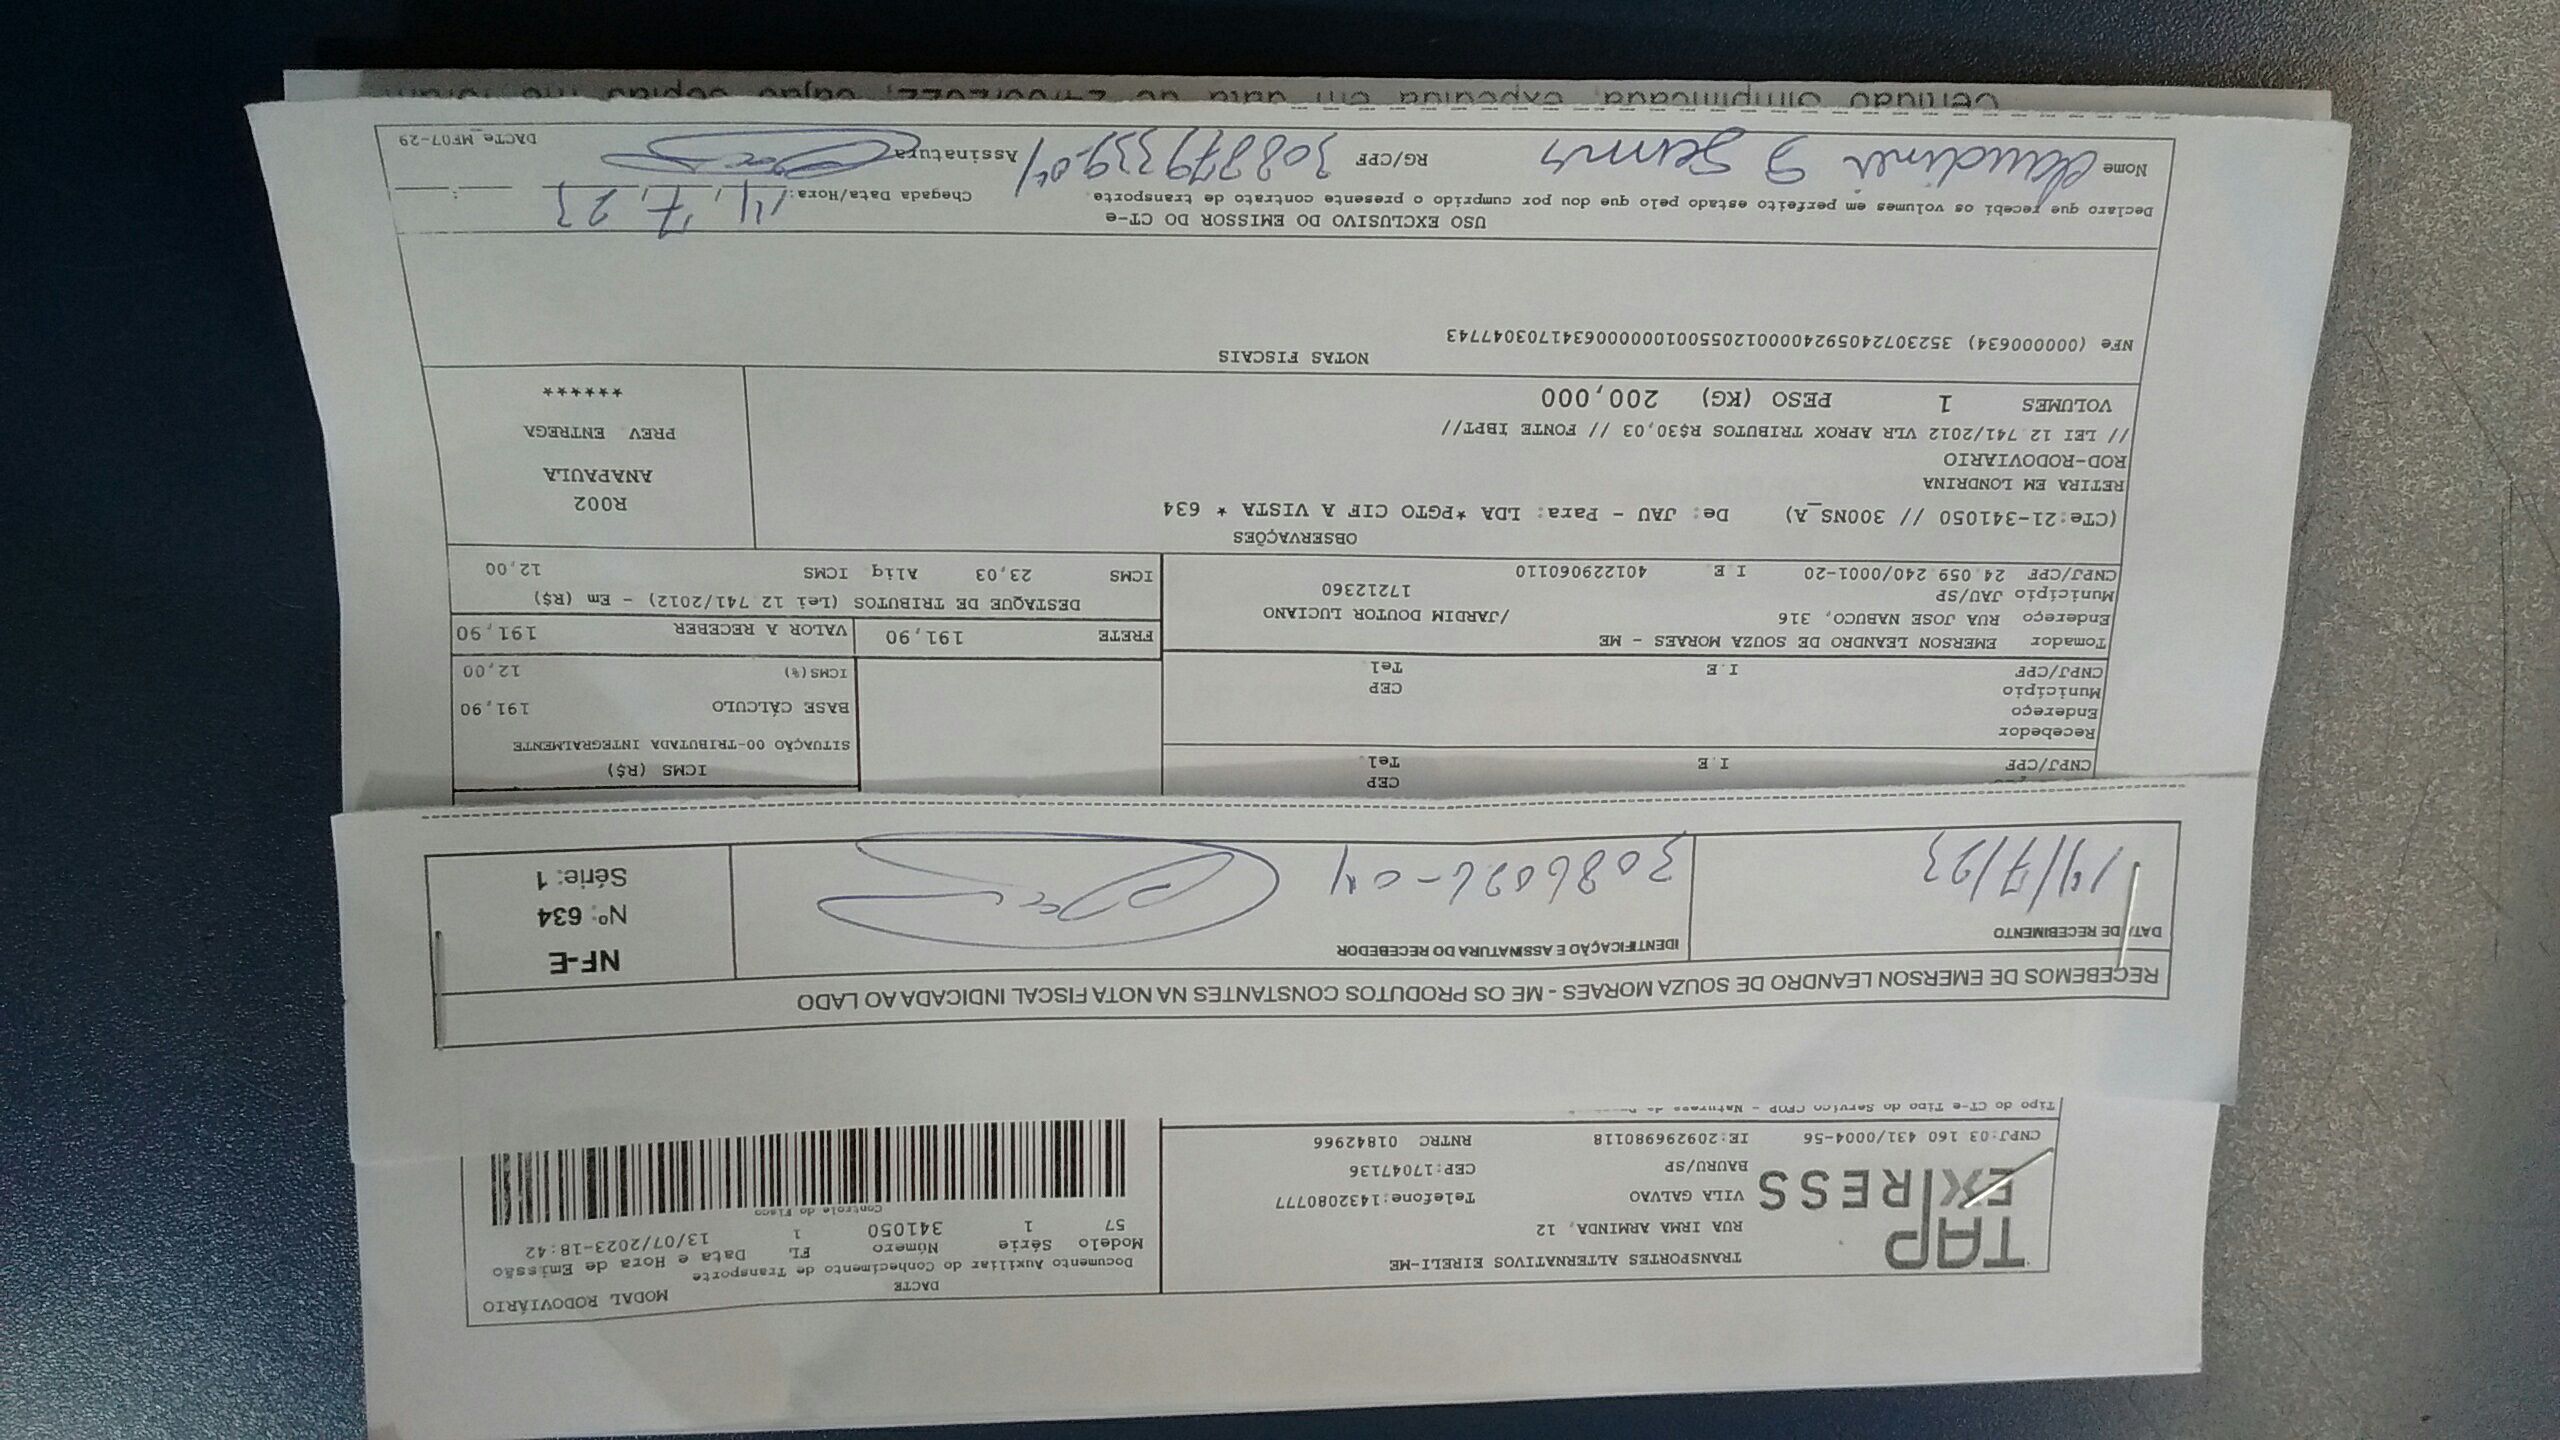 DACTE
MODAL RODOVIÁRIO
Documento Auxiliar do Conhecimento de Transporte
Modelo Série Número FL Data e Hora de Emissão
57 1 341050 1 13/07/2023-18:42
Controle do Fisco
TAP
EXPRESS
TRANSPORTES ALTERNATIVOS EIRELI-ME
RUA IRMA ARMINDA, 12
VILA GALVAO Telefone:1432080777
BAURU/SP CEP:17047136
CNPJ:03 160 431/0004-56 IE:209296980118 RNTRC 01842966
Tipo do CT-e Tipo do Serviço CFOP - Natureza da
RECEBEMOS DE EMERSON LEANDRO DE SOUZA MORAES - ME OS PRODUTOS CONSTANTES NA NOTA FISCAL INDICADA AO LADO
DATA DE RECEBIMENTO
14/7/23
IDENTIFICAÇÃO E ASSINATURA DO RECEBEDOR
3086026-04
NF-E
Nº: 634
Série: 1
CNPJ/CPF I.E CEP
Tel.
Recebedor
Endereço
Município CEP
CNPJ/CPF I.E Tel.
Tomador EMERSON LEANDRO DE SOUZA MORAES - ME
Endereço RUA JOSE NABUCO, 316 /JARDIM DOUTOR LUCIANO
Município JAU/SP 17212360
CNPJ/CPF 24.059.240/0001-20 I.E 401229060110
ICMS (R$)
SITUAÇÃO 00-TRIBUTADA INTEGRALMENTE
BASE CÁLCULO 191,90
ICMS(%) 12,00
FRETE 191,90 VALOR A RECEBER 191,90
DESTAQUE DE TRIBUTOS (Lei 12.741/2012) - Em (R$)
ICMS 23,03 Aliq ICMS 12,00
OBSERVAÇÕES
(CTe:21-341050 // 300NS_A) De: JAU - Para: LDA *PGTO CIF A VISTA * 634
RETIRA EM LONDRINA
ROD-RODOVIARIO
// LEI 12.741/2012 VLR APROX TRIBUTOS R$30,03 // FONTE IBPT//
VOLUMES 1 PESO (KG) 200,000
R002
ANAPAULA
PREV ENTREGA
******
NOTAS FISCAIS
NFe (000000634) 35230724059240000120550010000006341703047743
USO EXCLUSIVO DO EMISSOR DO CT-e
Declaro que recebi os volumes em perfeito estado pelo que dou por cumprido o presente contrato de transporte.
Chegada Data/Hora: 14, 7, 23 :
Nome RG/CPF 308879339-04 Assinatura
DACTe_MF07-29